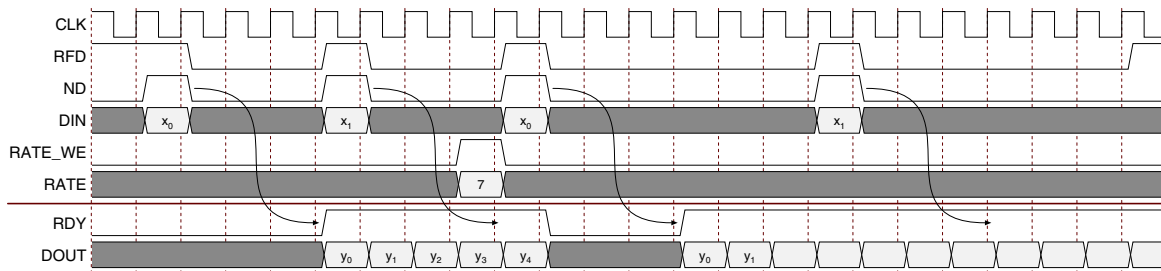 CLK
RFD
ND
DIN x0 x1 x0 x1
RATE_WE
RATE 7
RDY
DOUT y0 y1 y2 y3 y4 y0 y1